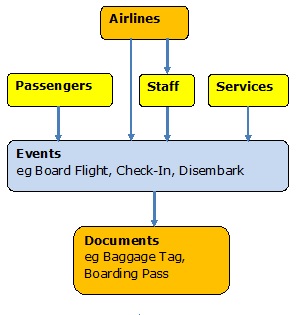 Airlines
Passengers
Staff
Services
Events
eg Board Flight, Check-In, Disembark
Documents
eg Baggage Tag,
Boarding Pass